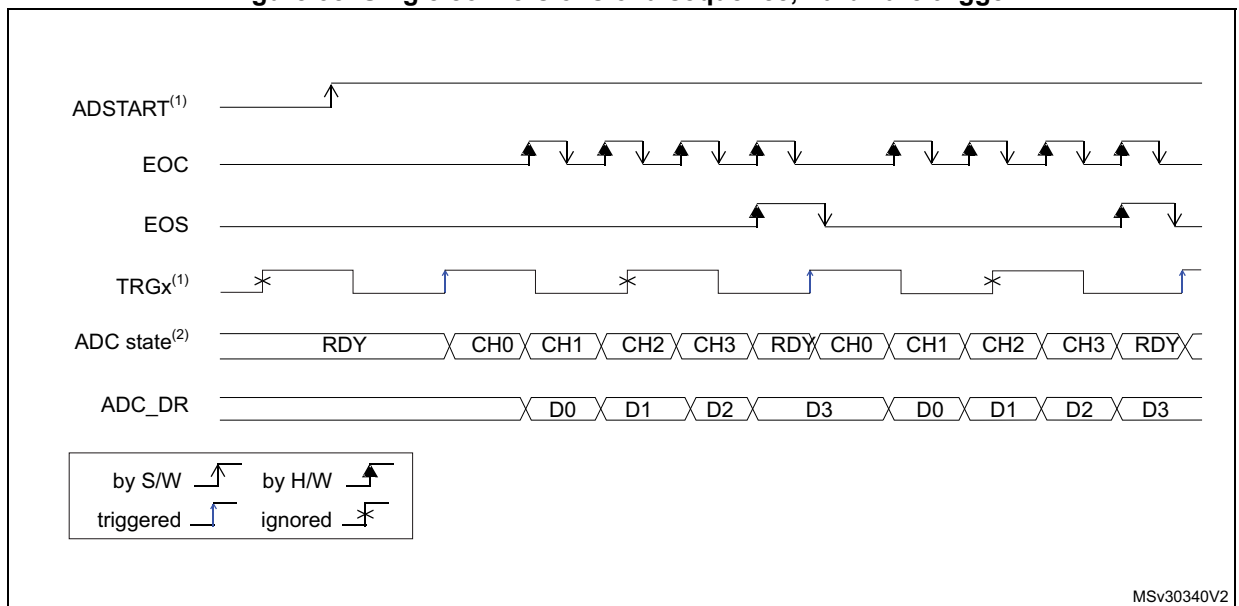 ADSTART(1)
EOC
EOS
TRGx(1)
ADC state(2) RDY CH0 CH1 CH2 CH3 RDY CH0 CH1 CH2 CH3 RDY
ADC_DR D0 D1 D2 D3 D0 D1 D2 D3
by S/W by H/W
triggered ignored
MSv30340V2